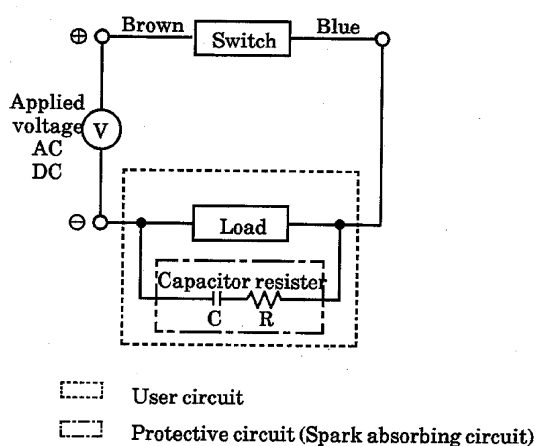 Brown
Switch
Blue
⊕
Applied
voltage
AC
DC
V
⊖
Load
Capacitor resister
C
R
User circuit
Protective circuit (Spark absorbing circuit)